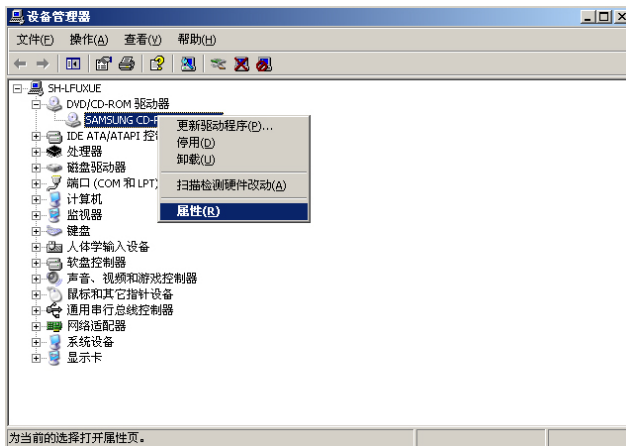 设备管理器
文件(F) 操作(A) 查看(V) 帮助(H)
SH-LFUXUE
DVD/CD-ROM 驱动器
SAMSUNG CD-R
更新驱动程序(P)...
IDE ATA/ATAPI 控
停用(D)
处理器
卸载(U)
磁盘驱动器
端口 (COM 和 LPT)
扫描检测硬件改动(A)
计算机
监视器
属性(R)
键盘
人体学输入设备
软盘控制器
声音、视频和游戏控制器
鼠标和其它指针设备
通用串行总线控制器
网络适配器
系统设备
显示卡
为当前的选择打开属性页。